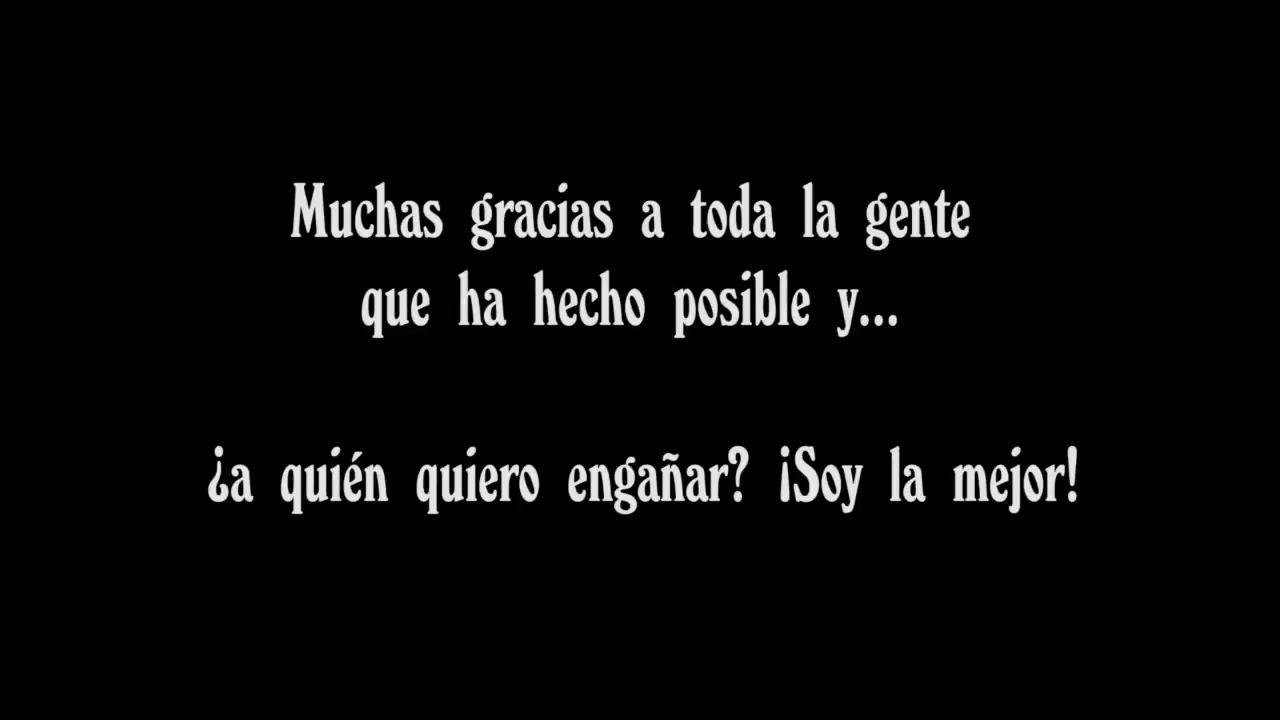 Muchas gracias a toda la gente
que ha hecho posible y...
¿a quién quiero engañar? ¡Soy la mejor!